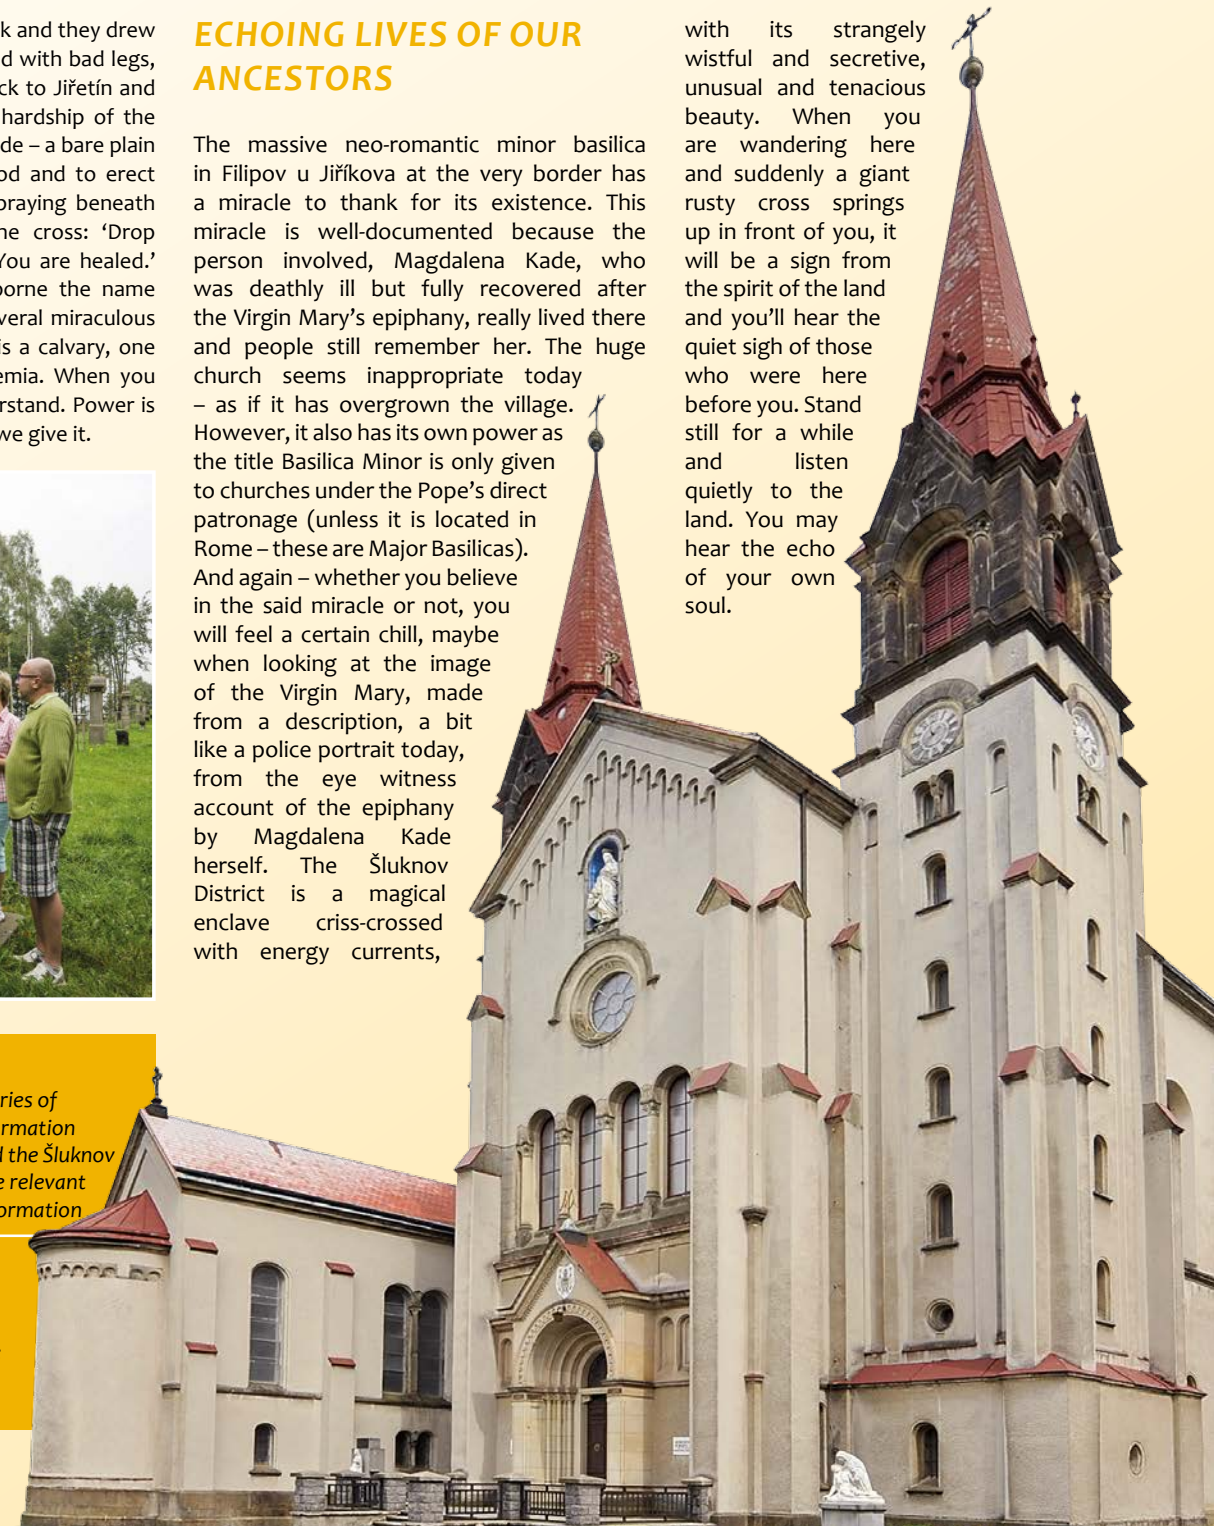 k and they drew
d with bad legs,
ck to Jiřetín and
hardship of the
de – a bare plain
od and to erect
praying beneath
he cross: ‘Drop
You are healed.’
borne the name
veral miraculous
is a calvary, one
emia. When you
rstand. Power is
we give it.
ries of
rmation
d the Šluknov
e relevant
ormation
ECHOING LIVES OF OUR
ANCESTORS
The massive neo-romantic minor basilica
in Filipov u Jiříkova at the very border has
a miracle to thank for its existence. This
miracle is well-documented because the
person involved, Magdalena Kade, who
was deathly ill but fully recovered after
the Virgin Mary’s epiphany, really lived there
and people still remember her. The huge
church seems inappropriate today
– as if it has overgrown the village.
However, it also has its own power as
the title Basilica Minor is only given
to churches under the Pope’s direct
patronage (unless it is located in
Rome – these are Major Basilicas).
And again – whether you believe
in the said miracle or not, you
will feel a certain chill, maybe
when looking at the image
of the Virgin Mary, made
from a description, a bit
like a police portrait today,
from the eye witness
account of the epiphany
by Magdalena Kade
herself. The Šluknov
District is a magical
enclave criss-crossed
with energy currents,
with its strangely
wistful and secretive,
unusual and tenacious
beauty. When you
are wandering here
and suddenly a giant
rusty cross springs
up in front of you, it
will be a sign from
the spirit of the land
and you’ll hear the
quiet sigh of those
who were here
before you. Stand
still for a while
and listen
quietly to the
land. You may
hear the echo
of your own
soul.